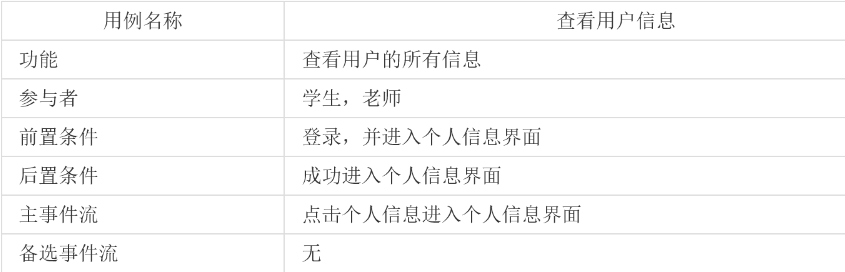 用例名称 查看用户信息
功能 查看用户的所有信息
参与者 学生，老师
前置条件 登录，并进入个人信息界面
后置条件 成功进入个人信息界面
主事件流 点击个人信息进入个人信息界面
备选事件流 无